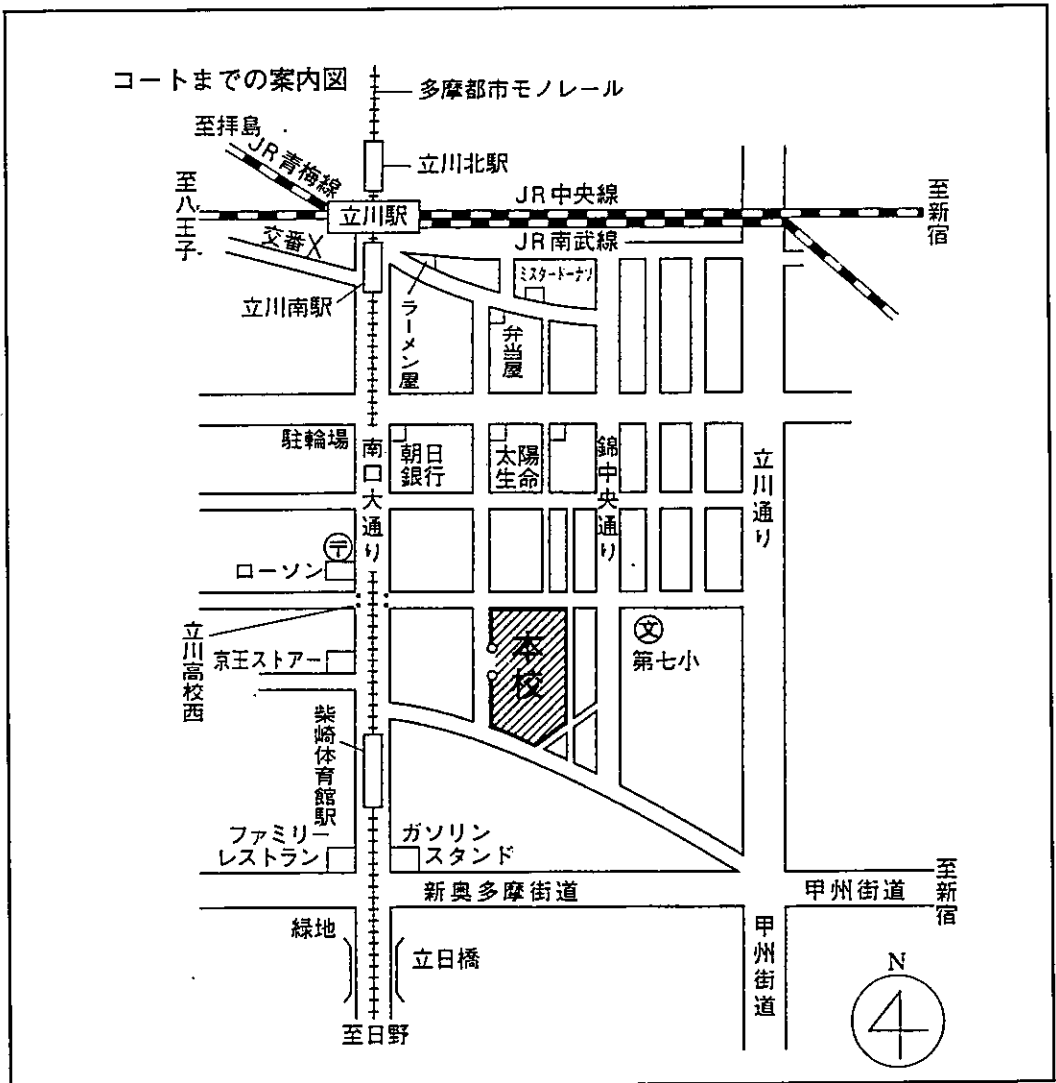 コートまでの案内図
多摩都市モノレール
至拝島
JR青梅線
立川北駅
至八王子
立川駅
JR中央線
至新宿
交番X
JR南武線
立川南駅
ラーメン屋
ミスタードーナツ
弁当屋
駐輪場
南口大通り
朝日
銀行
太陽
生命
錦中央通り
立川通り
〒
ローソン
立川高校西
京王ストアー
本校
文
第七小
柴崎体育館駅
ファミリー
レストラン
ガソリン
スタンド
新奥多摩街道
甲州街道
至新宿
緑地
立日橋
甲州街道
至日野
N